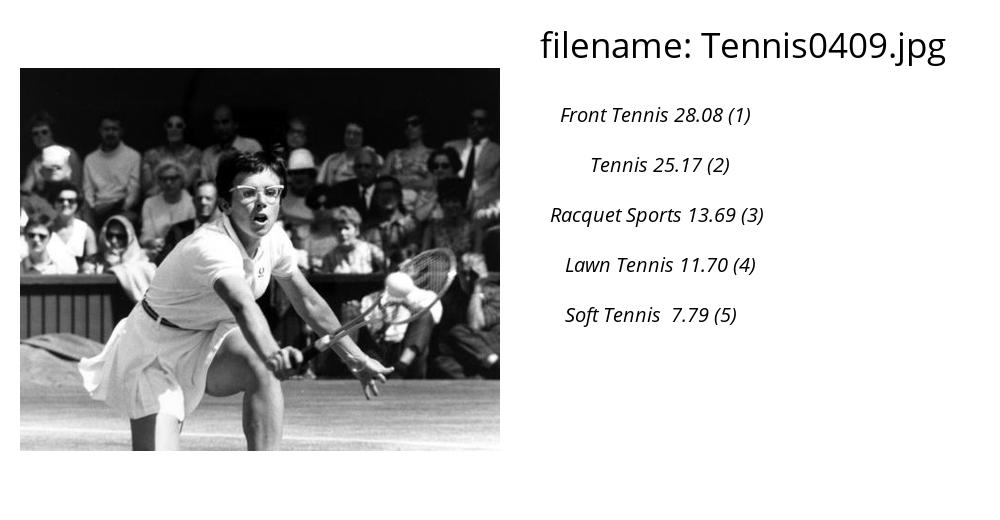 filename: Tennis0409.jpg
Front Tennis 28.08 (1)
Tennis 25.17 (2)
Racquet Sports 13.69 (3)
Lawn Tennis 11.70 (4)
Soft Tennis  7.79 (5)